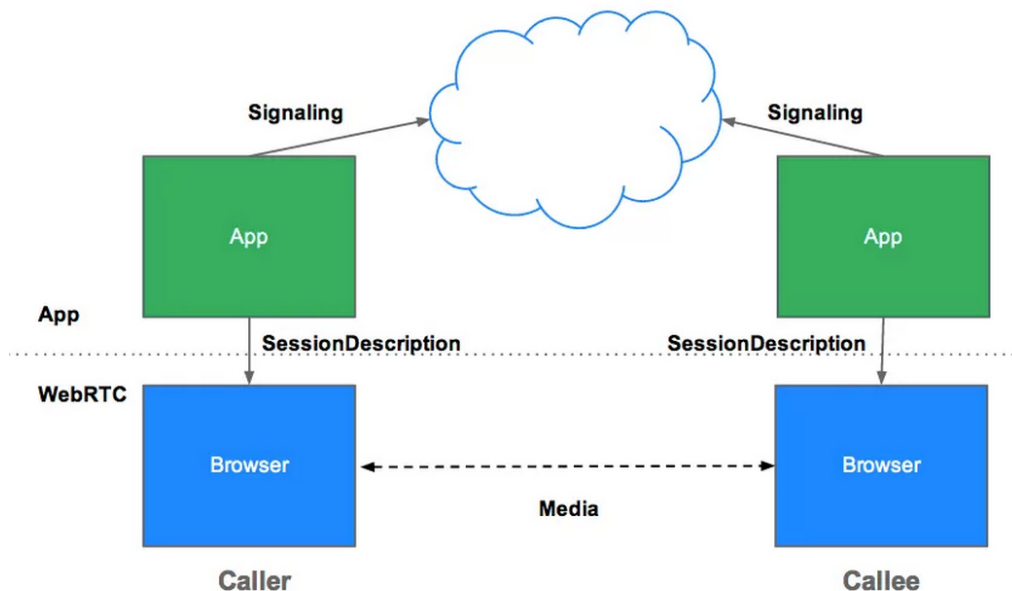 Signaling
Signaling
App
App
App
SessionDescription
SessionDescription
WebRTC
Browser
Browser
Media
Caller
Callee